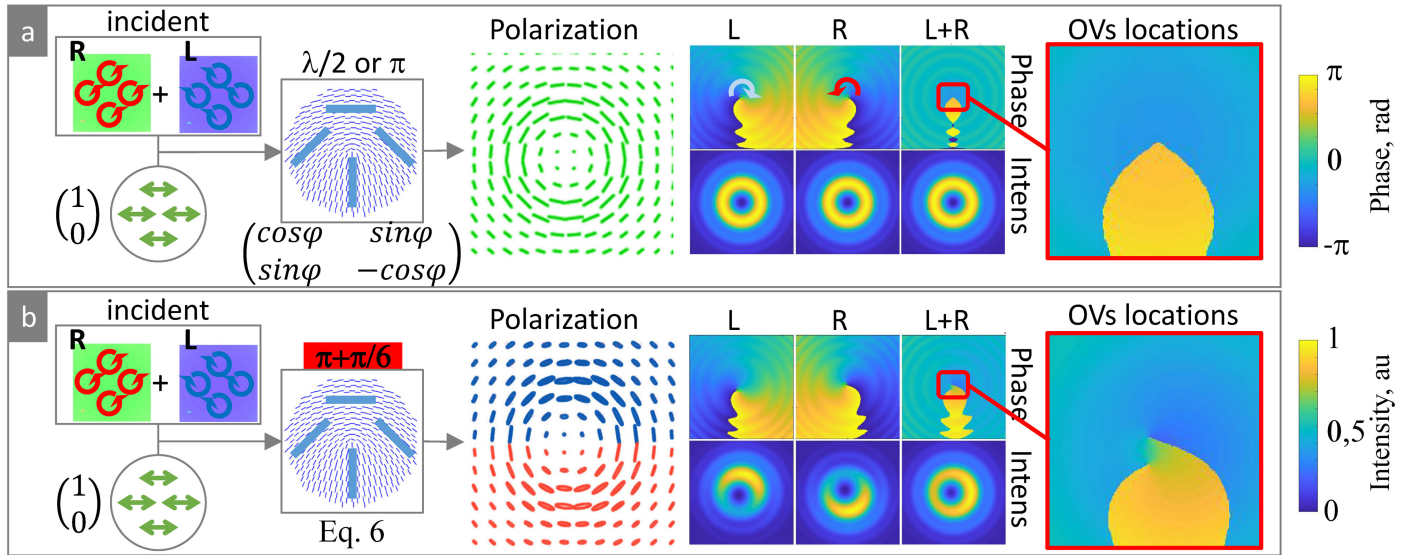 a
incident
R
L
+
(1
0)
λ/2 or π
(cosφ sinφ
sinφ −cosφ)
Polarization
L R L+R
Phase
Intens
OVs locations
π
0
-π
Phase, rad
b
incident
R
L
+
(1
0)
π+π/6
Eq. 6
Polarization
L R L+R
Phase
Intens
OVs locations
1
0,5
0
Intensity, au